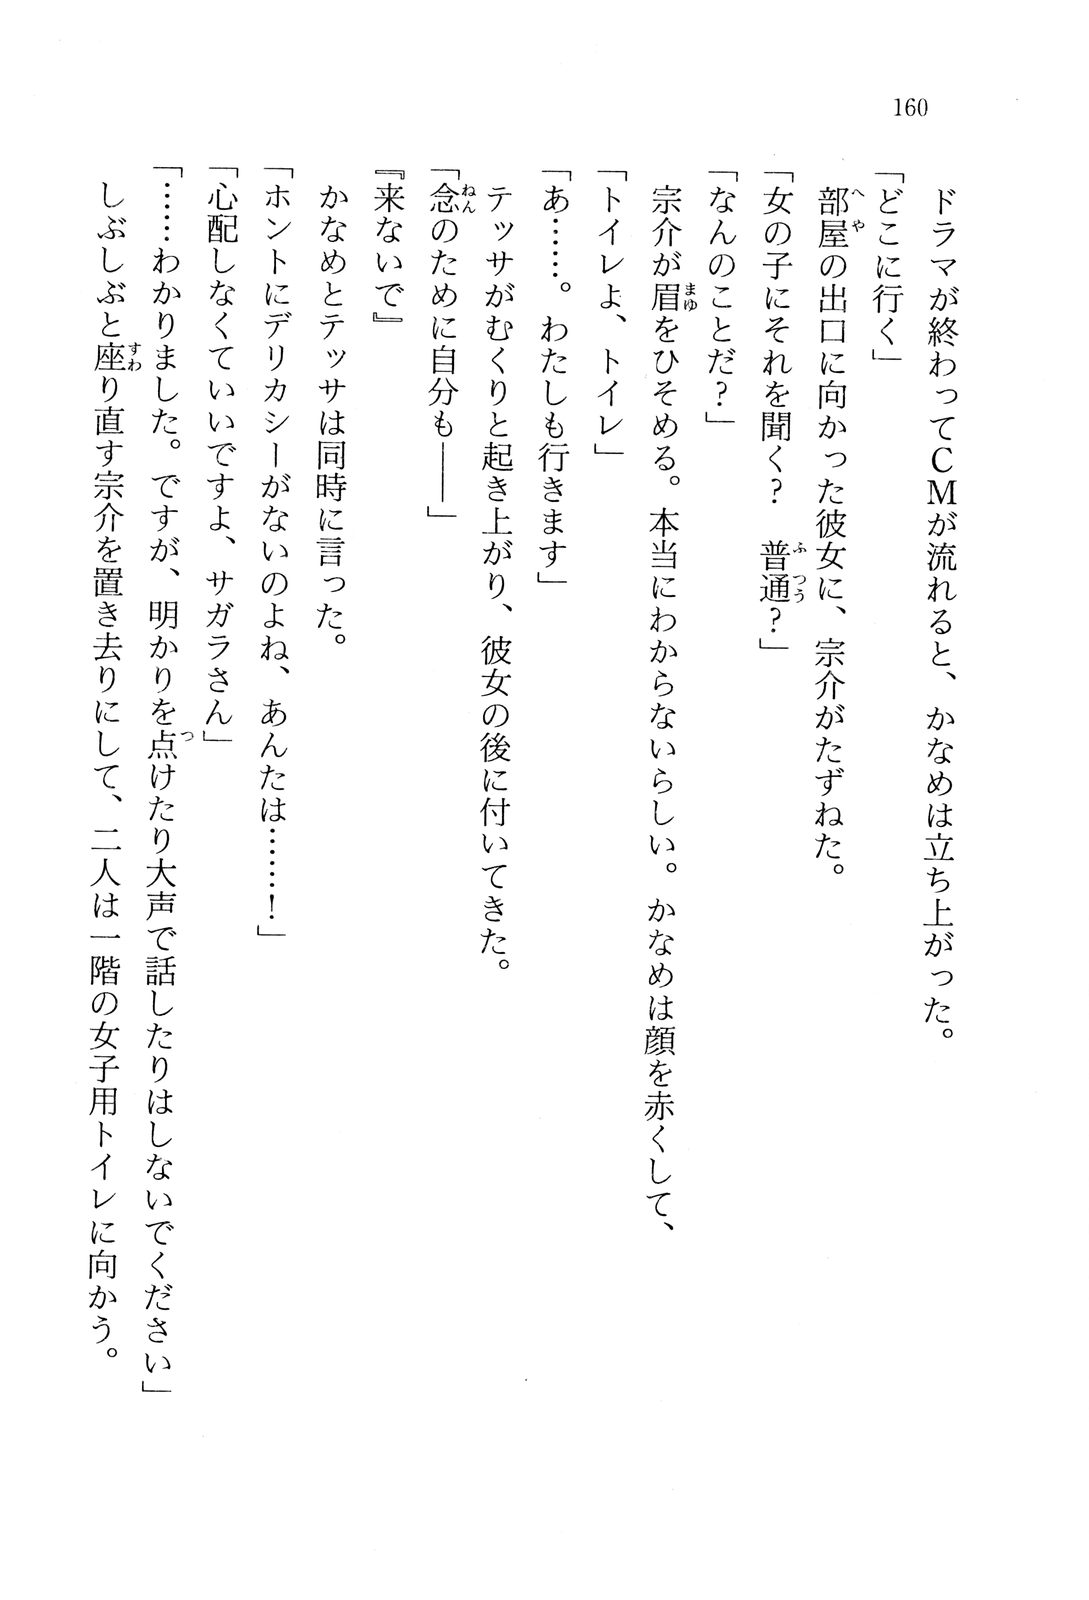 160
ドラマが終わってＣＭが流れると、かなめは立ち上がった。
「どこに行く」
部屋の出口に向かった彼女に、宗介がたずねた。
「女の子にそれを聞く？　普通？」
「なんのことだ？」
宗介が眉をひそめる。本当にわからないらしい。かなめは顔を赤くして、
「トイレよ、トイレ」
「あ……。わたしも行きます」
テッサがむくりと起き上がり、彼女の後に付いてきた。
「念のために自分も――」
『来ないで』
かなめとテッサは同時に言った。
「ホントにデリカシーがないのよね、あんたは……！」
「心配しなくていいですよ、サガラさん」
「……わかりました。ですが、明かりを点けたり大声で話したりはしないでください」
しぶしぶと座り直す宗介を置き去りにして、二人は一階の女子用トイレに向かう。